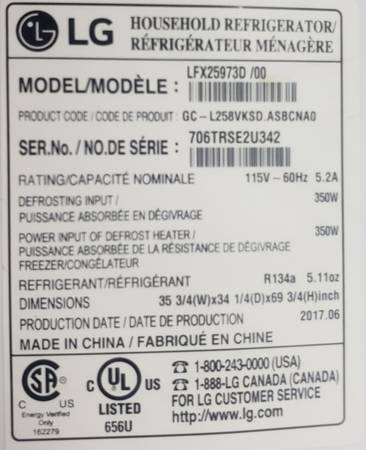 LG HOUSEHOLD REFRIGERATOR/
RÉFRIGÉRATEUR MÉNAGÈRE
MODEL/MODÈLE : LFX25973D /00
PRODUCT CODE / CODE DE PRODUIT : GC-L258VKSD.ASBCNA0
SER.No./ NO.DE SÉRIE : 706TRSE2U342
RATING/CAPACITÉ NOMINALE 115V~60Hz 5.2A
DEFROSTING INPUT / 350W
PUISSANCE ABSORBÉE EN DÉGIVRAGE
POWER INPUT OF DEFROST HEATER / 350W
PUISSANCE ABSORBÉE DE LA RÉSISTANCE DE DÉGIVRAGE
FREEZER/CONGÉLATEUR
REFRIGERANT/RÉFRIGÉRANT R134a 5.11oz
DIMENSIONS 35 3/4(W)x34 1/4(D)x69 3/4(H)inch
PRODUCTION DATE / DATE DE PRODUCTION 2017.06
MADE IN CHINA / FABRIQUÉ EN CHINE
SA ® C US
Energy Verified
Only
162279
C UL ® US
LISTED
656U
1-800-243-0000 (USA)
1-888-LG CANADA (CANADA)
FOR LG CUSTOMER SERVICE
http://www.lg.com